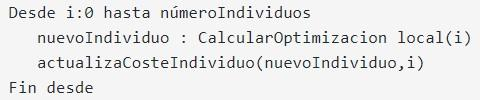 Desde i:0 hasta númeroIndividuos
nuevoIndividuo : CalcularOptimizacion local(i)
actualizaCosteIndividuo(nuevoIndividuo,i)
Fin desde